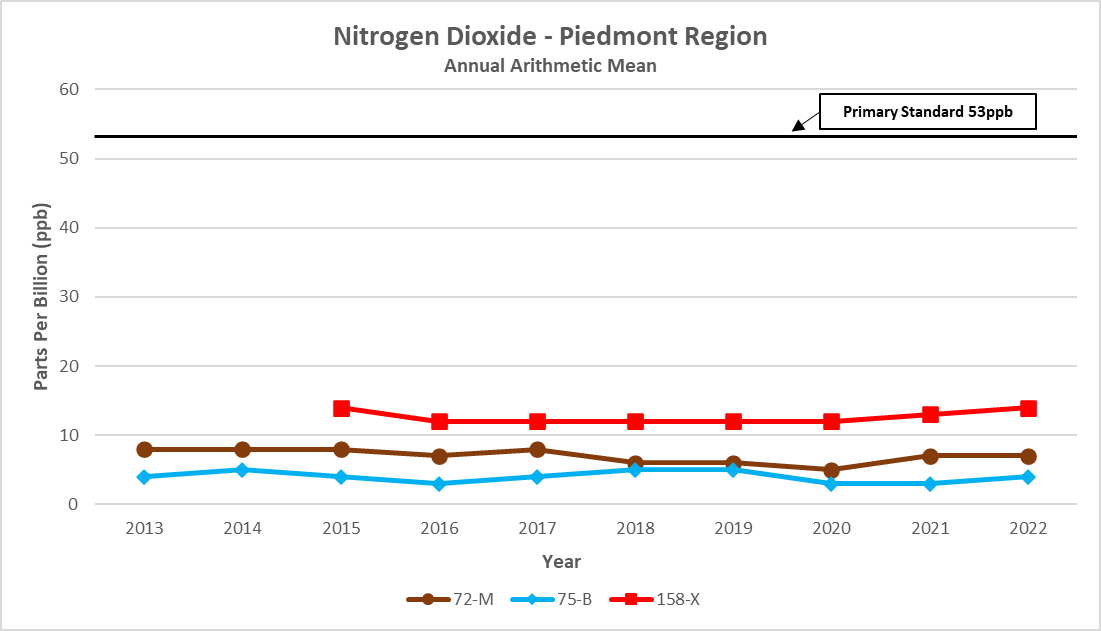 Nitrogen Dioxide - Piedmont Region
Annual Arithmetic Mean
Primary Standard 53ppb
Parts Per Billion (ppb)
60
50
40
30
20
10
0
2013 2014 2015 2016 2017 2018 2019 2020 2021 2022
Year
72-M 75-B 158-X